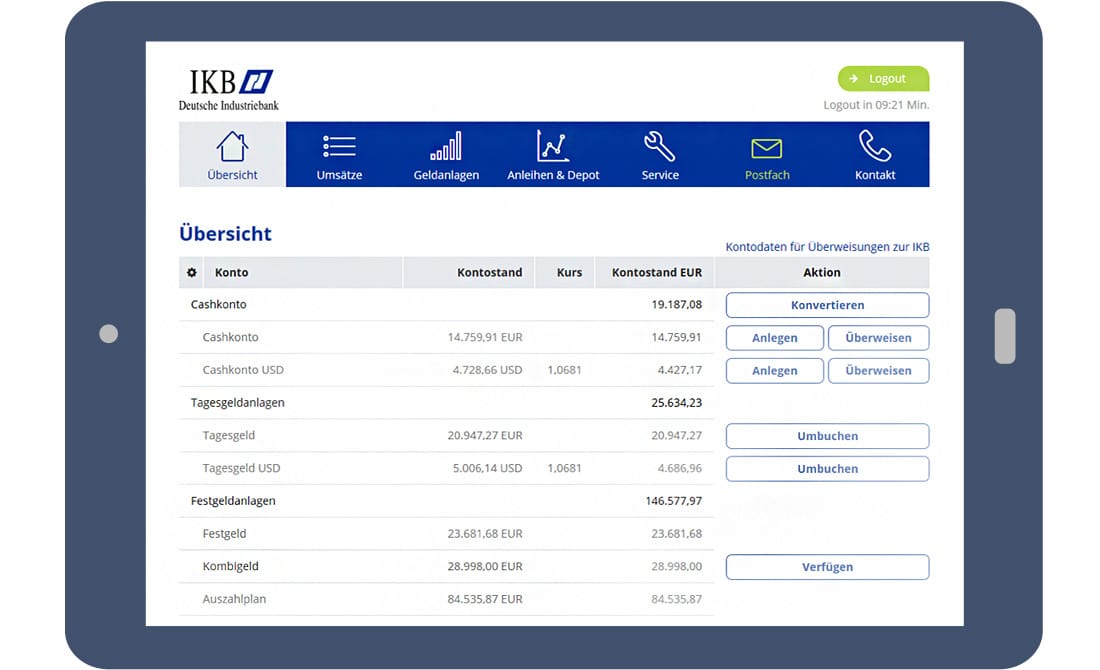 IKB
Deutsche Industriebank
Logout
Logout in 09:21 Min.
Übersicht Umsätze Geldanlagen Anleihen & Depot Service Postfach Kontakt
Übersicht
Kontodaten für Überweisungen zur IKB
Konto Kontostand Kurs Kontostand EUR Aktion
Cashkonto 19.187,08 Konvertieren
Cashkonto 14.759,91 EUR 14.759,91 Anlegen Überweisen
Cashkonto USD 4.728,66 USD 1,0681 4.427,17 Anlegen Überweisen
Tagesgeldanlagen 25.634,23
Tagesgeld 20.947,27 EUR 20.947,27 Umbuchen
Tagesgeld USD 5.006,14 USD 1,0681 4.686,96 Umbuchen
Festgeldanlagen 146.577,97
Festgeld 23.681,68 EUR 23.681,68
Kombigeld 28.998,00 EUR 28.998,00 Verfügen
Auszahlplan 84.535,87 EUR 84.535,87